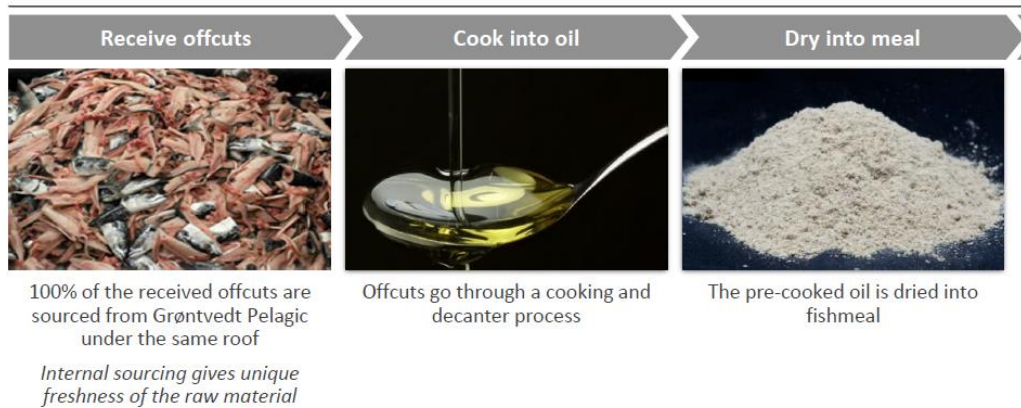 Receive offcuts
Cook into oil
Dry into meal
100% of the received offcuts are
sourced from Grøntvedt Pelagic
under the same roof
Internal sourcing gives unique
freshness of the raw material
Offcuts go through a cooking and
decanter process
The pre-cooked oil is dried into
fishmeal